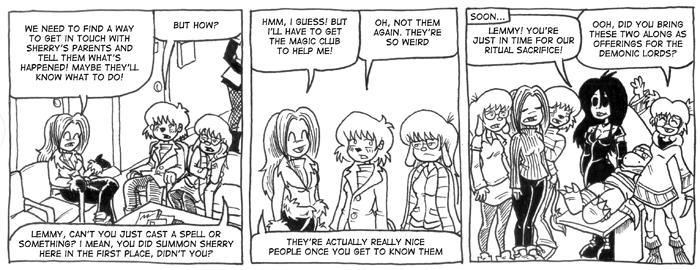 WE NEED TO FIND A WAY
TO GET IN TOUCH WITH
SHERRY'S PARENTS AND
TELL THEM WHAT'S
HAPPENED! MAYBE THEY'LL
KNOW WHAT TO DO!
BUT HOW?
LEMMY, CAN'T YOU JUST CAST A SPELL OR
SOMETHING? I MEAN, YOU DID SUMMON SHERRY
HERE IN THE FIRST PLACE, DIDN'T YOU?
HMM, I GUESS! BUT
I'LL HAVE TO GET
THE MAGIC CLUB
TO HELP ME!
OH, NOT THEM
AGAIN. THEY'RE
SO WEIRD
THEY'RE ACTUALLY REALLY NICE
PEOPLE ONCE YOU GET TO KNOW THEM
SOON...
LEMMY! YOU'RE
JUST IN TIME FOR OUR
RITUAL SACRIFICE!
OOH, DID YOU BRING
THESE TWO ALONG AS
OFFERINGS FOR THE
DEMONIC LORDS?